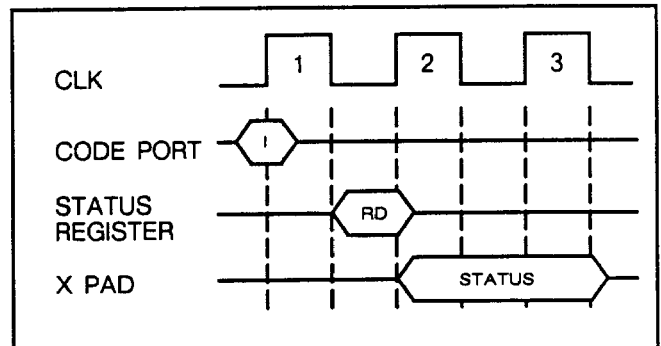 1 2 3
CLK
CODE PORT I
STATUS
REGISTER RD
X PAD STATUS